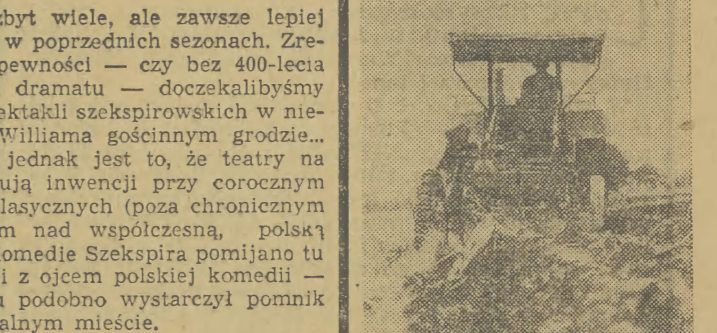 zbyt wiele, ale zawsze lepiej
w poprzednich sezonach. Zre-
pewności — czy bez 400-lecia
dramatu — doczekalibyśmy
ektakli szekspirowskich w nie-
Williama gościnnym grodzie...
jednak jest to, że teatry na
ują inwencji przy corocznym
lasycznych (poza chronicznym
m nad współczesną, polską
omedie Szekspira pomijano tu
i z ojcem polskiej komedii —
u podobno wystarczył pomnik
alnym mieście.